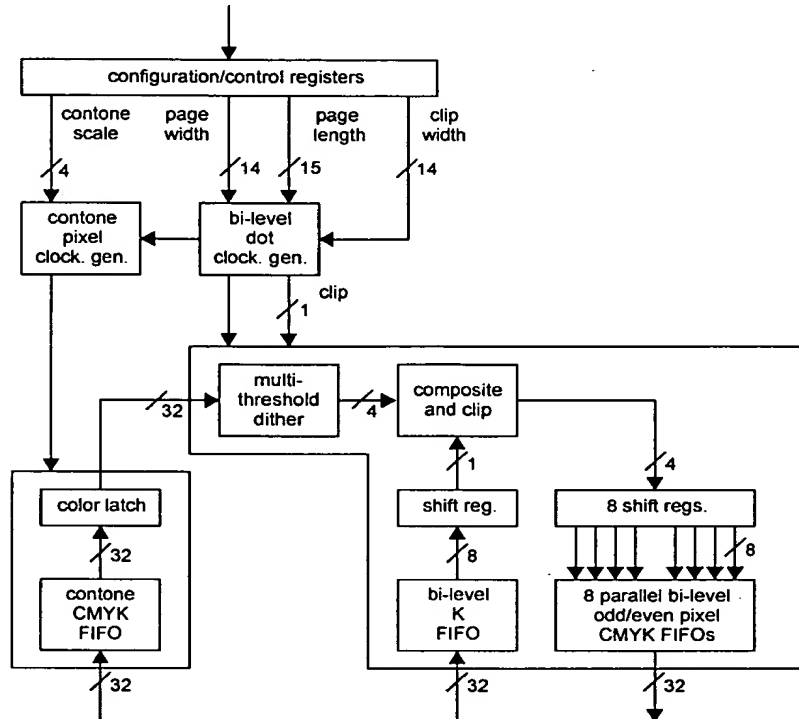 configuration/control registers
contone
scale
page
width
page
length
clip
width
4
14
15
14
contone
pixel
clock. gen.
bi-level
dot
clock. gen.
clip
1
multi-
threshold
dither
composite
and clip
32
4
1
4
color latch
shift reg.
8 shift regs.
32
8
8
contone
CMYK
FIFO
bi-level
K
FIFO
8 parallel bi-level
odd/even pixel
CMYK FIFOs
32
32
32